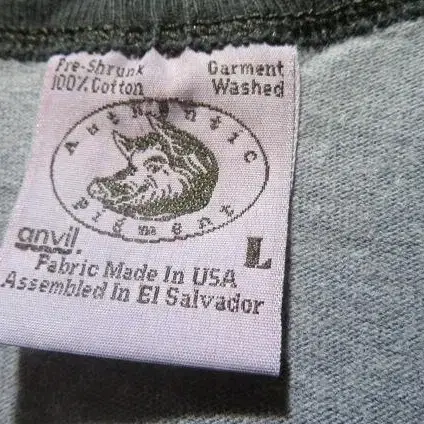 Pre-Shrunk
100% Cotton
Garment
Washed
Authentic
Pigment
anvil.
L
Fabric Made In USA
Assembled In El Salvador